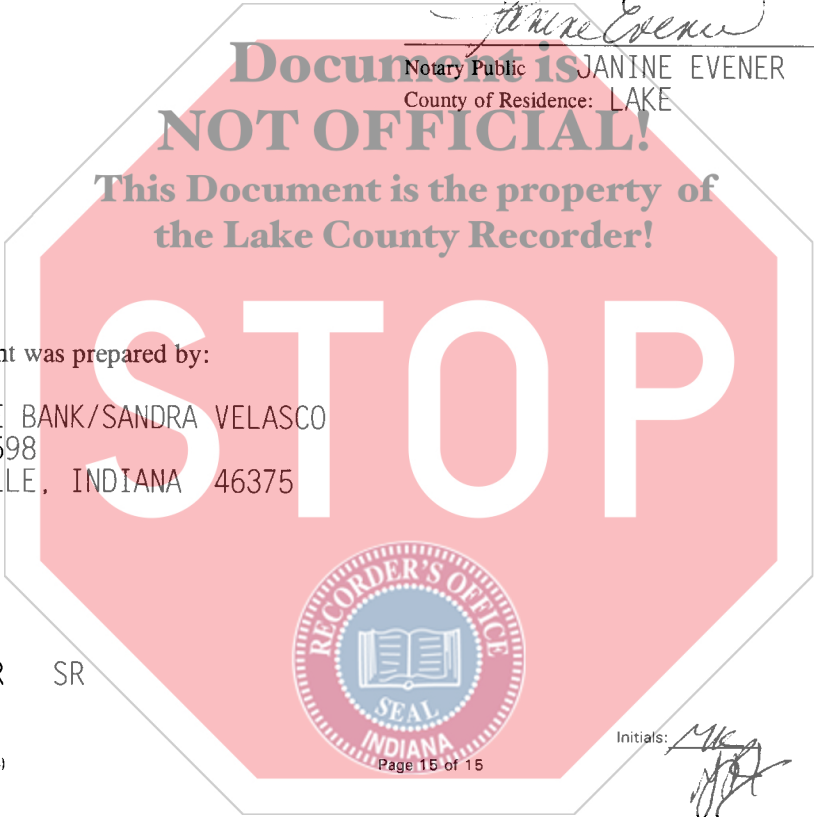 Janine Evener
Document is
Notary Public JANINE EVENER
County of Residence: LAKE
NOT OFFICIAL!
This Document is the property of
the Lake County Recorder!
STOP
nt was prepared by:
BANK/SANDRA VELASCO
598
LLE, INDIANA 46375
RECORDER'S OFFICE
SEAL
INDIANA
R SR
Initials:
Page 15 of 15